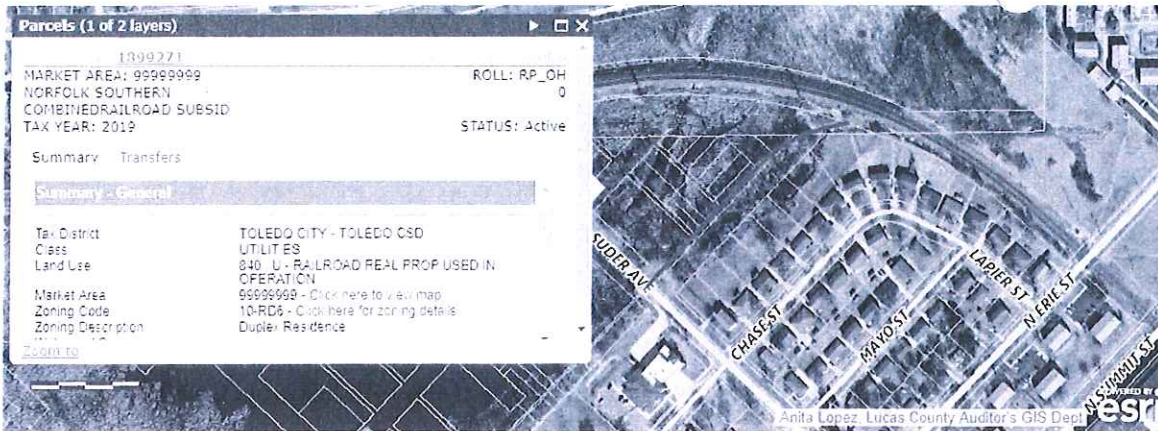 Parcels (1 of 2 layers)
1899271
MARKET AREA: 99999999 ROLL: RP_OH
NORFOLK SOUTHERN 0
COMBINEDRAILROAD SUBSID
TAX YEAR: 2019 STATUS: Active
Summary Transfers
Summary - General
Tax District TOLEDO CITY - TOLEDO CSD
Class UTILITIES
Land Use 840 U - RAILROAD REAL PROP USED IN
OPERATION
Market Area 99999999 - Click here to view map
Zoning Code 10-RD6 - Click here for zoning details
Zoning Description Duplex Residence
Zoom to
SUDER AVE
CHASE ST
MAYO ST
LAPIER ST
N ERIE ST
N SUMMIT ST
POWERED BY
esri
Anita Lopez, Lucas County Auditor's GIS Dept